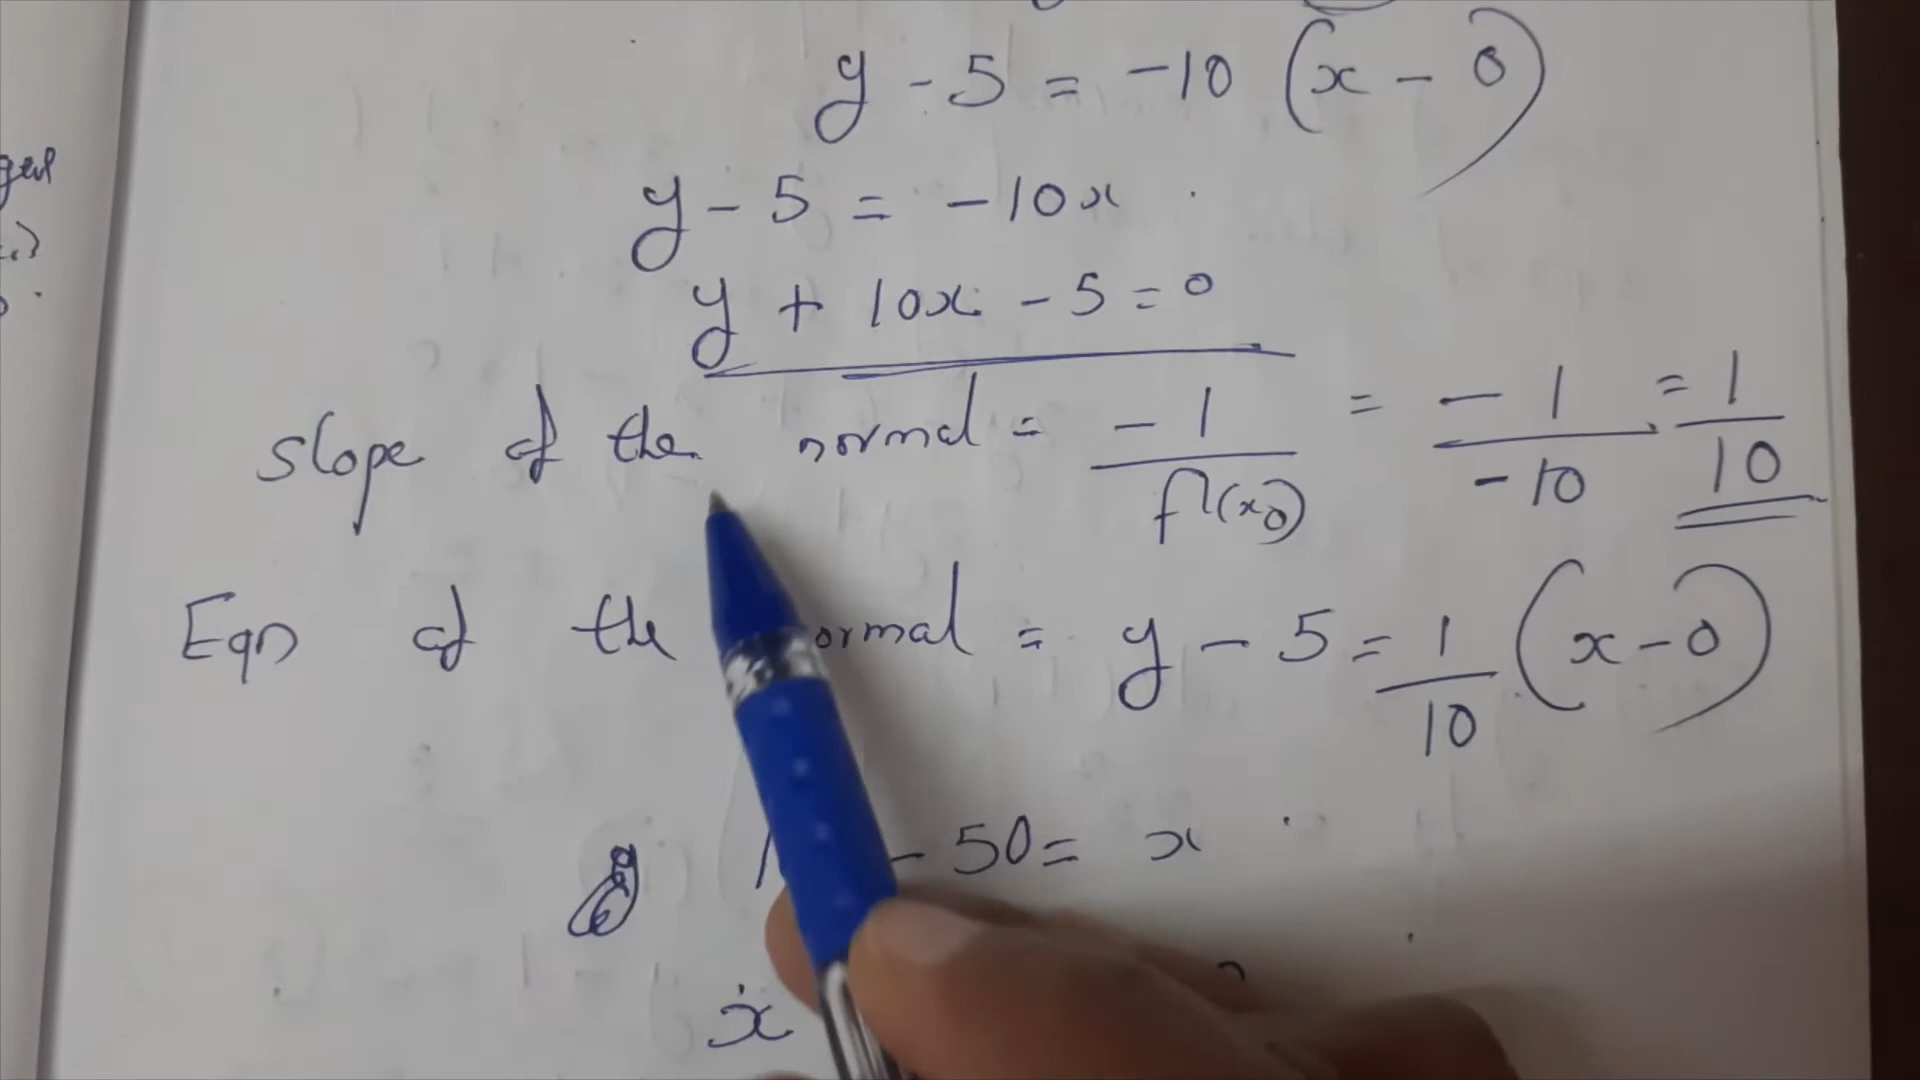 y - 5 = -10 (x - 0)
y - 5 = -10x
y + 10x - 5 = 0
slope of the normal = -1/f'(x0) = -1/-10 = 1/10
Eqn of the ormal = y - 5 = 1/10 (x - 0)
- 50 = x
x